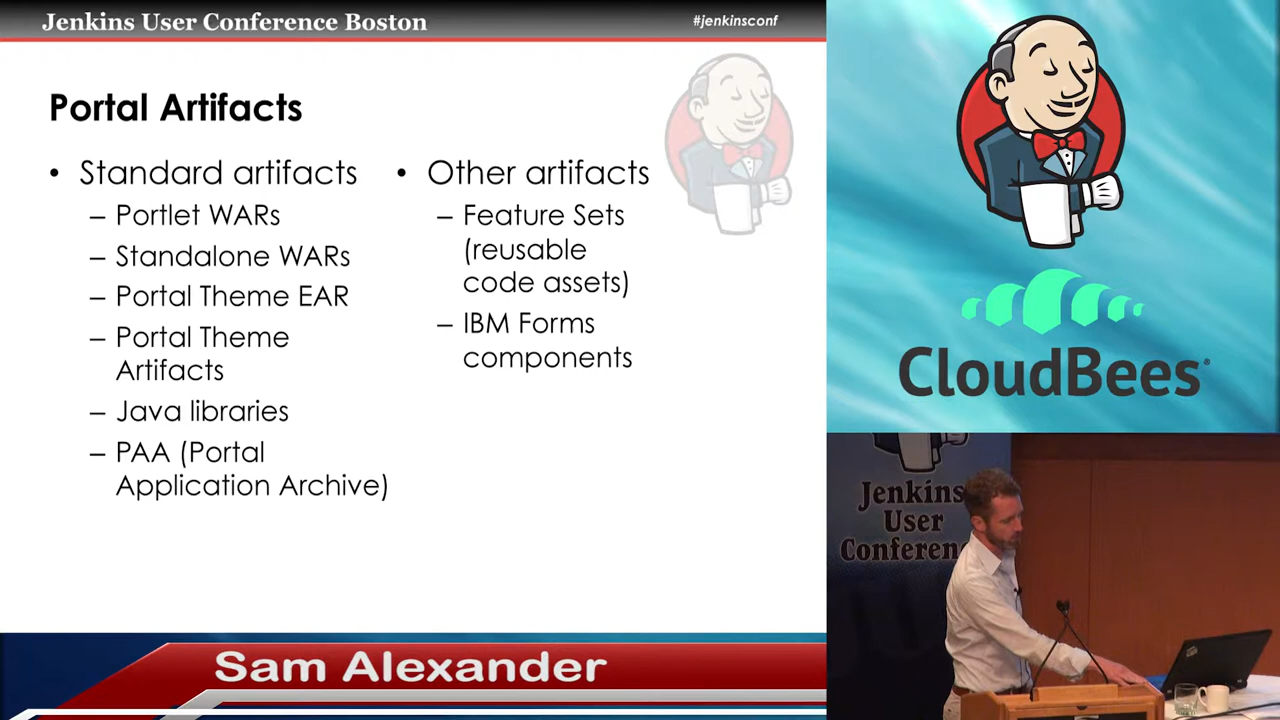 Jenkins User Conference Boston
#jenkinsconf
Portal Artifacts
• Standard artifacts
– Portlet WARs
– Standalone WARs
– Portal Theme EAR
– Portal Theme
Artifacts
– Java libraries
– PAA (Portal
Application Archive)
• Other artifacts
– Feature Sets
(reusable
code assets)
– IBM Forms
components
CloudBees®
Jenkins
User
Conferenc
Sam Alexander